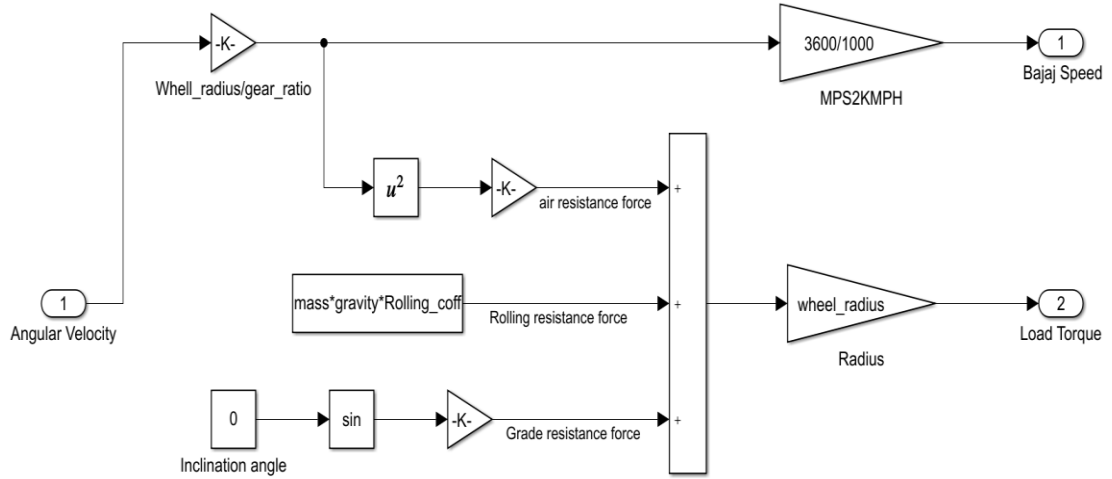 -K-
Whell_radius/gear_ratio
3600/1000
MPS2KMPH
1
Bajaj Speed
u²
-K-
air resistance force
+
1
Angular Velocity
mass*gravity*Rolling_coff
Rolling resistance force
+
wheel_radius
Radius
2
Load Torque
0
Inclination angle
sin
-K-
Grade resistance force
+